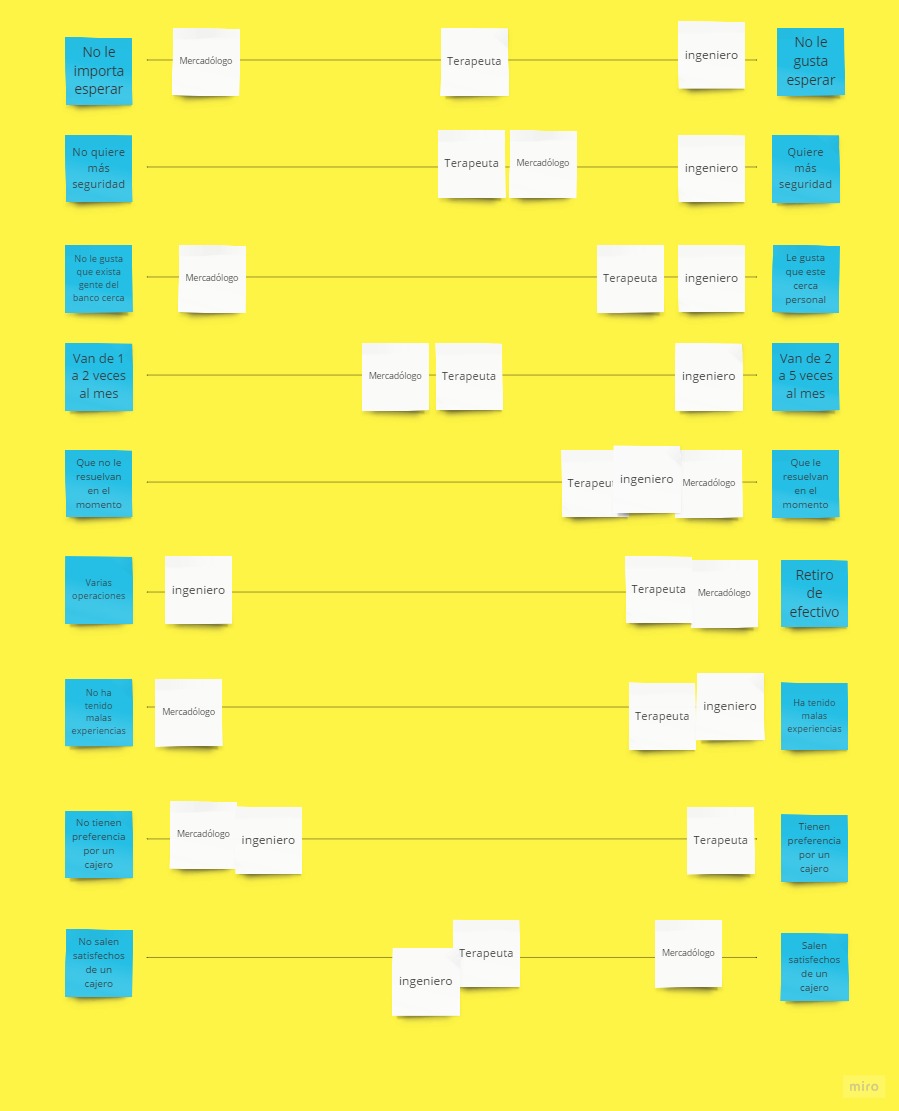 No le
importa
esperar
Mercadólogo
Terapeuta
ingeniero
No le
gusta
esperar
No quiere
más
seguridad
Terapeuta
Mercadólogo
ingeniero
Quiere
más
seguridad
No le gusta
que exista
gente del
banco cerca
Mercadólogo
Terapeuta
ingeniero
Le gusta
que este
cerca
personal
Van de 1
a 2 veces
al mes
Mercadólogo
Terapeuta
ingeniero
Van de 2
a 5 veces
al mes
Que no le
resuelvan
en el
momento
Terapeu
ingeniero
Mercadólogo
Que le
resuelvan
en el
momento
Varias
operaciones
ingeniero
Terapeuta
Mercadólogo
Retiro
de
efectivo
No ha
tenido
malas
experiencias
Mercadólogo
Terapeuta
ingeniero
Ha tenido
malas
experiencias
No tienen
preferencia
por un
cajero
Mercadólogo
ingeniero
Terapeuta
Tienen
preferencia
por un
cajero
No salen
satisfechos
de un
cajero
ingeniero
Terapeuta
Mercadólogo
Salen
satisfechos
de un
cajero
miro